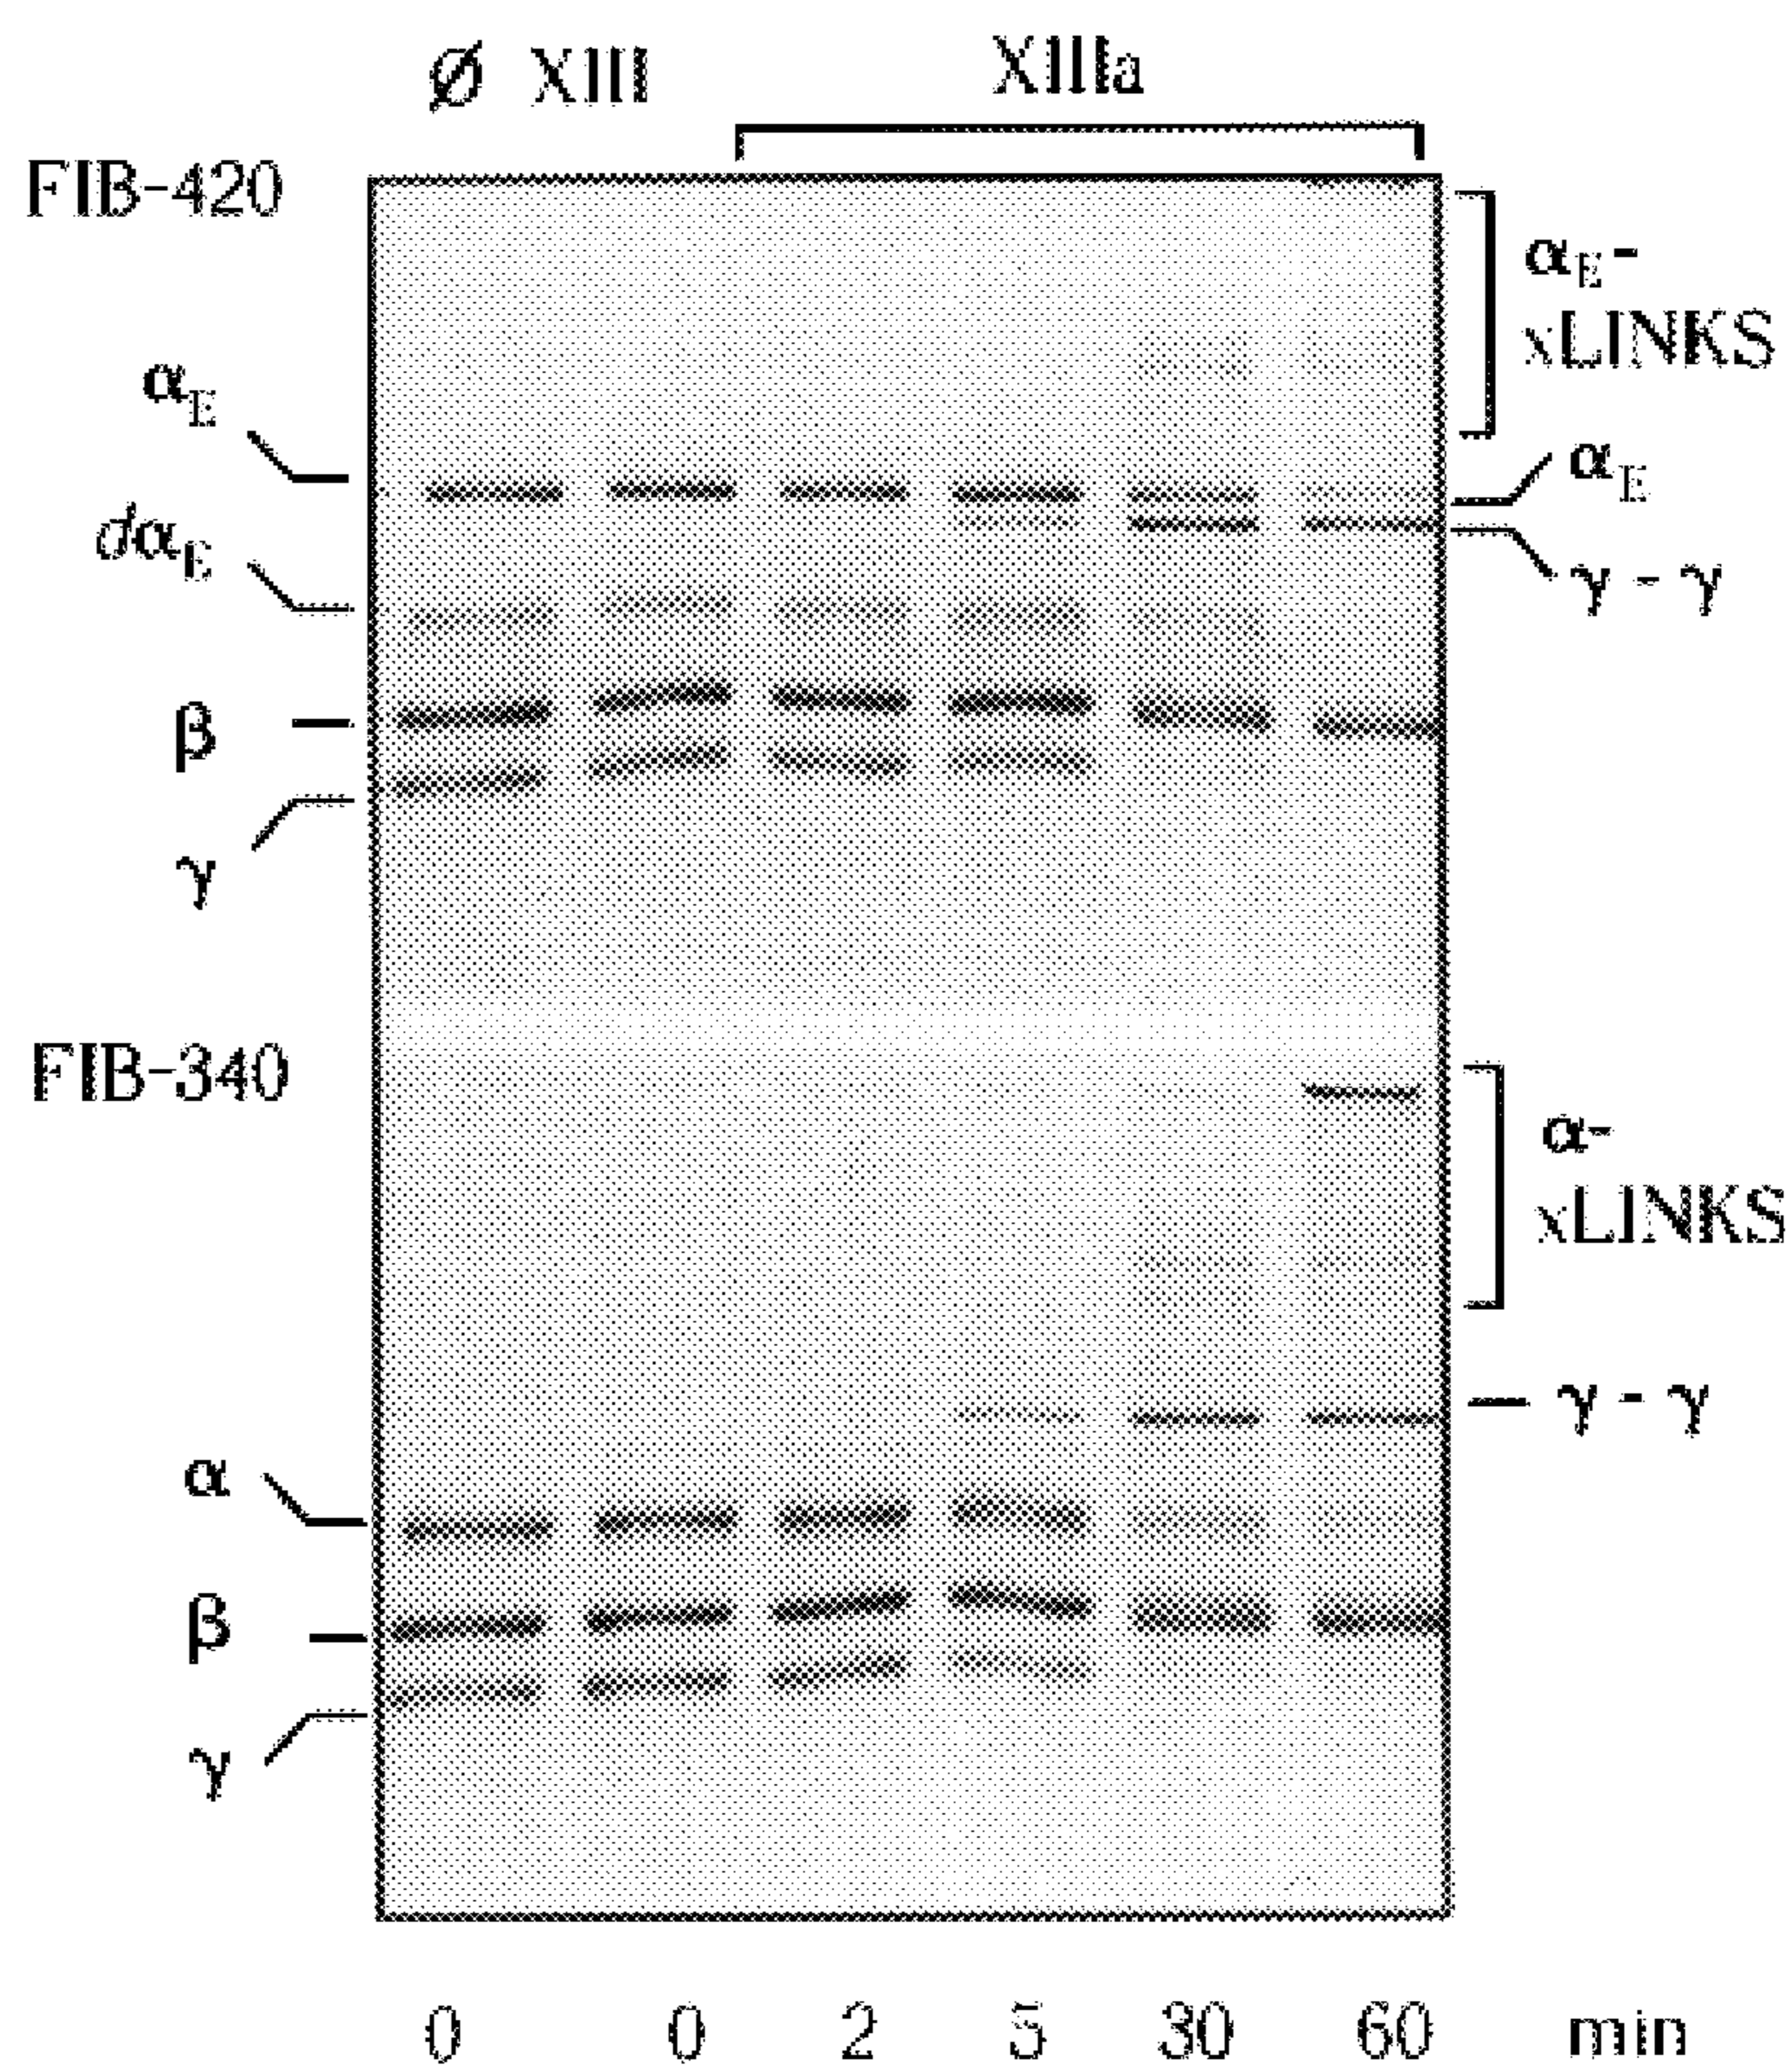 Ø XIII XIIIa
FIB-420
αE-
xLINKS
αE
αE
dαE
γ - γ
β
γ
FIB-340
α-
xLINKS
γ - γ
α
β
γ
0 0 2 5 30 60 min